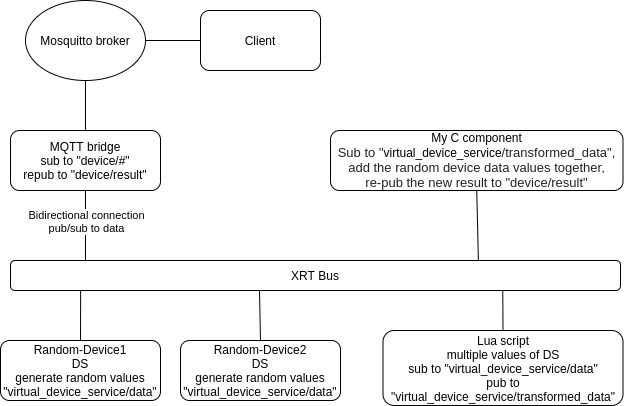 Mosquitto broker
Client
MQTT bridge
sub to "device/#"
repub to "device/result"
My C component
Sub to "virtual_device_service/transformed_data",
add the random device data values together,
re-pub the new result to "device/result"
Bidirectional connection
pub/sub to data
XRT Bus
Random-Device1
DS
generate random values
"virtual_device_service/data"
Random-Device2
DS
generate random values
"virtual_device_service/data"
Lua script
multiple values of DS
sub to "virtual_device_service/data"
pub to
"virtual_device_service/transformed_data"